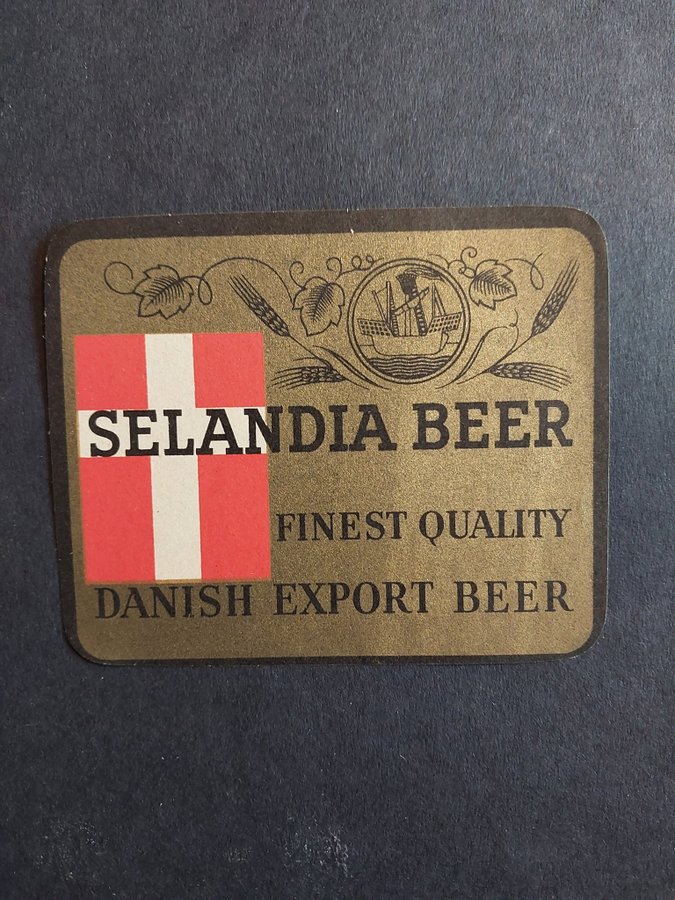 SELANDIA BEER
FINEST QUALITY
DANISH EXPORT BEER